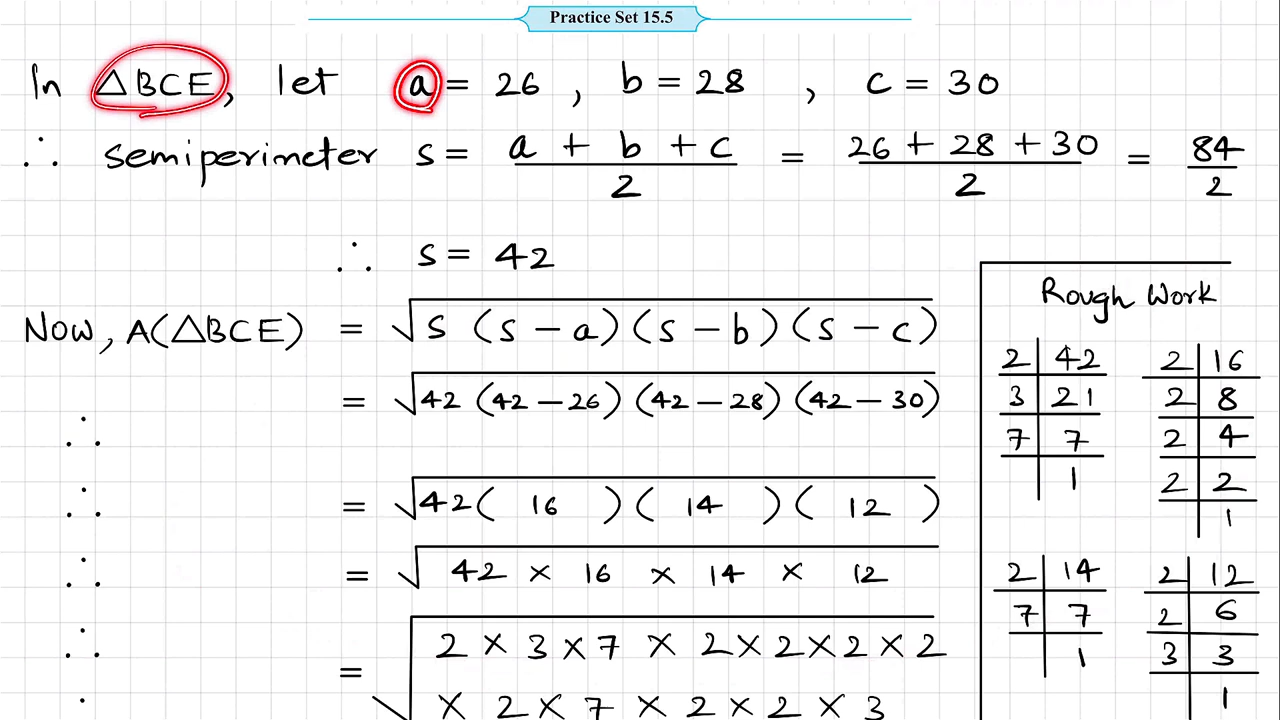 Practice Set 15.5
In △BCE, let a = 26 , b = 28 , c = 30
∴ semiperimeter s = (a + b + c)/2 = (26 + 28 + 30)/2 = 84/2
∴ s = 42
Now, A(△BCE) = √(s (s − a)(s − b)(s − c))
∴ = √(42 (42 − 26)(42 − 28)(42 − 30))
∴ = √(42( 16 )( 14 )( 12 ))
∴ = √(42 × 16 × 14 × 12)
∴ = √(2 × 3 × 7 × 2 × 2 × 2 × 2
× 2 × 7 × 2 × 2 × 3)
Rough Work
2 | 42 2 | 16
3 | 21 2 | 8
7 | 7 2 | 4
| 1 2 | 2
| 1
2 | 14 2 | 12
7 | 7 2 | 6
| 1 3 | 3
| 1